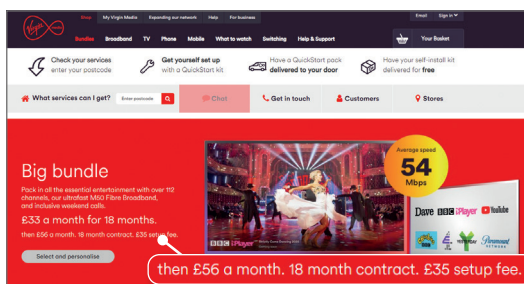 Shop My Virgin Media Expanding our network Help For business Email Sign in
Virgin media
Bundles Broadband TV Phone Mobile What to watch Switching Help & Support Your Basket
Check your services
enter your postcode
Get yourself set up
with a QuickStart kit
Have a QuickStart pack
delivered to your door
Have your self-install kit
delivered for free
What services can I get? Enter postcode Chat Get in touch Customers Stores
Big bundle
Pack in all the essential entertainment with over 112
channels, our ultrafast M50 Fibre Broadband,
and inclusive weekend calls.
£33 a month for 18 months.
then £56 a month. 18 month contract. £35 setup fee.
Select and personalise
BBC iPlayer
Average speed
54
Mbps
Dave BBC iPlayer YouTube
YESTERDAY Paramount
NETWORK
then £56 a month. 18 month contract. £35 setup fee.